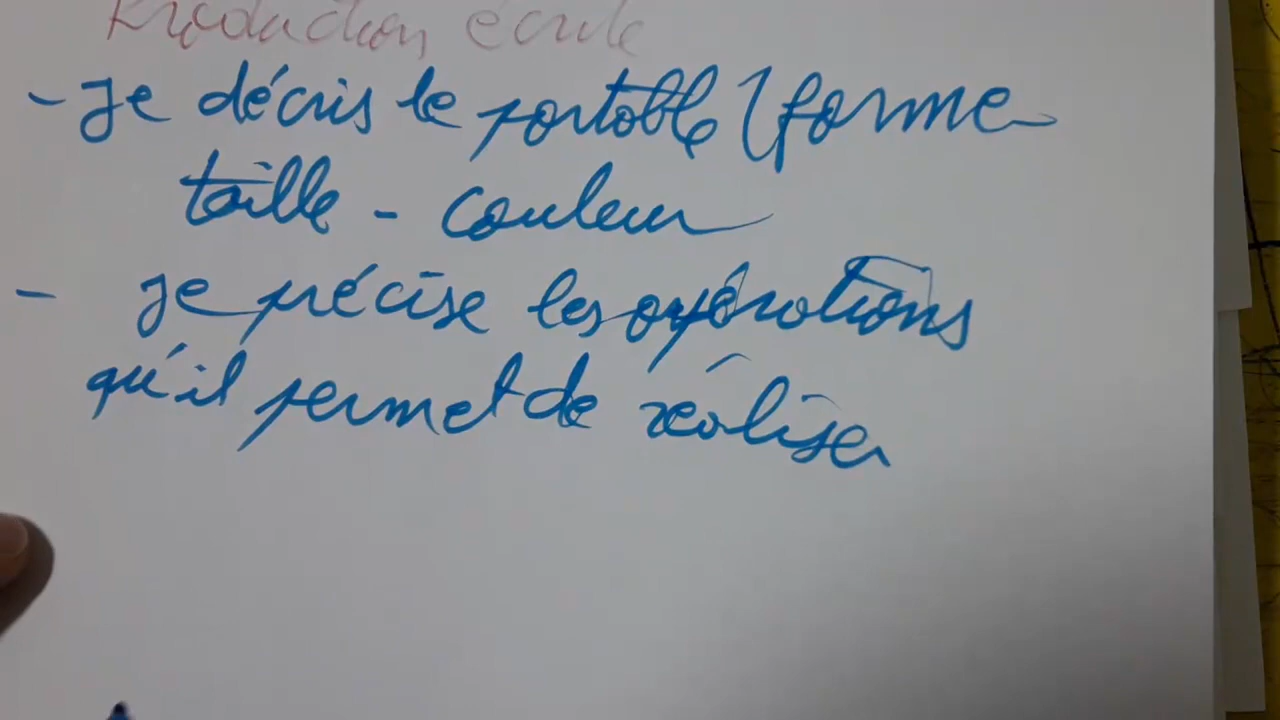 Production écrite
- Je décris le portable (forme
taille - couleur
- Je précise les opérations
qu'il permet de réaliser